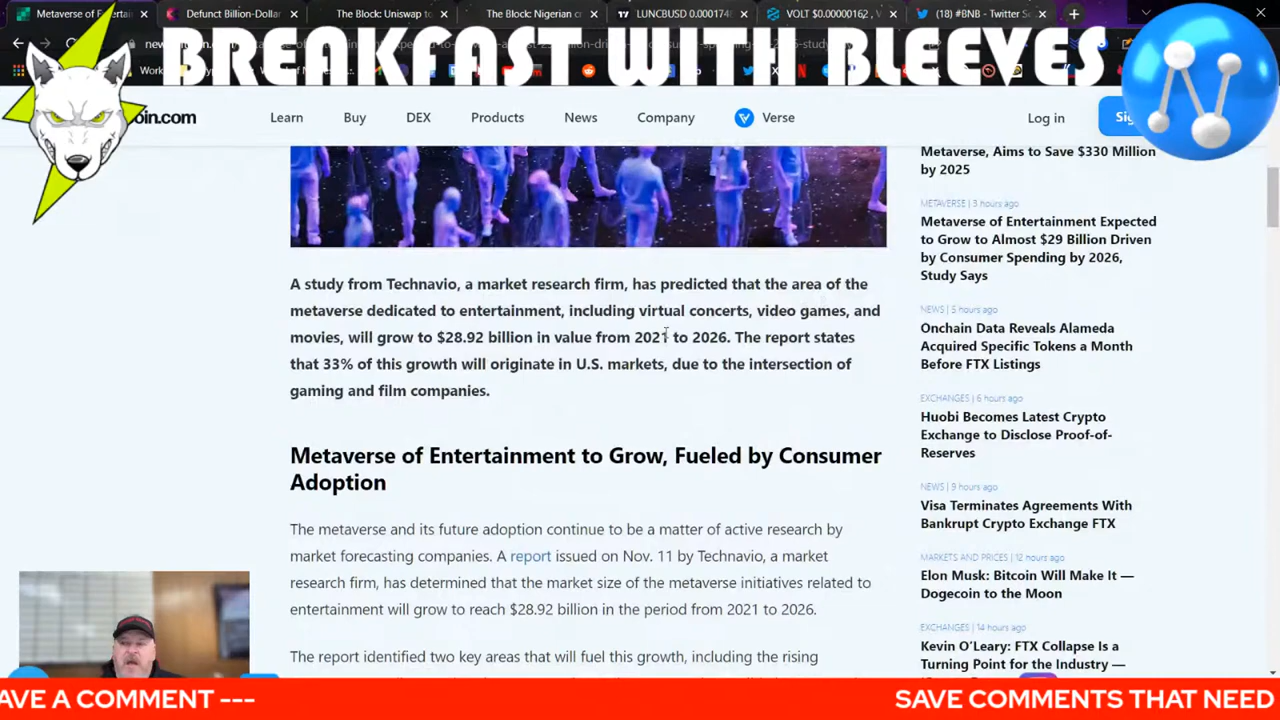 Metaverse of Entertain
Defunct Billion-Dollar
The Block: Uniswap to
The Block: Nigerian c
LUNCBUSD 0.000174
VOLT $0.00000162
(18) #BNB - Twitter Se
BREAKFAST WITH BLEEVES
oin.com
Learn
Buy
DEX
Products
News
Company
Verse
Log in
Sig
A study from Technavio, a market research firm, has predicted that the area of the
metaverse dedicated to entertainment, including virtual concerts, video games, and
movies, will grow to $28.92 billion in value from 2021 to 2026. The report states
that 33% of this growth will originate in U.S. markets, due to the intersection of
gaming and film companies.
Metaverse of Entertainment to Grow, Fueled by Consumer
Adoption
The metaverse and its future adoption continue to be a matter of active research by
market forecasting companies. A report issued on Nov. 11 by Technavio, a market
research firm, has determined that the market size of the metaverse initiatives related to
entertainment will grow to reach $28.92 billion in the period from 2021 to 2026.
The report identified two key areas that will fuel this growth, including the rising
Metaverse, Aims to Save $330 Million
by 2025
METAVERSE | 3 hours ago
Metaverse of Entertainment Expected
to Grow to Almost $29 Billion Driven
by Consumer Spending by 2026,
Study Says
NEWS | 5 hours ago
Onchain Data Reveals Alameda
Acquired Specific Tokens a Month
Before FTX Listings
EXCHANGES | 6 hours ago
Huobi Becomes Latest Crypto
Exchange to Disclose Proof-of-
Reserves
NEWS | 9 hours ago
Visa Terminates Agreements With
Bankrupt Crypto Exchange FTX
MARKETS AND PRICES | 12 hours ago
Elon Musk: Bitcoin Will Make It —
Dogecoin to the Moon
EXCHANGES | 14 hours ago
Kevin O'Leary: FTX Collapse Is a
Turning Point for the Industry —
AVE A COMMENT ---
SAVE COMMENTS THAT NEED